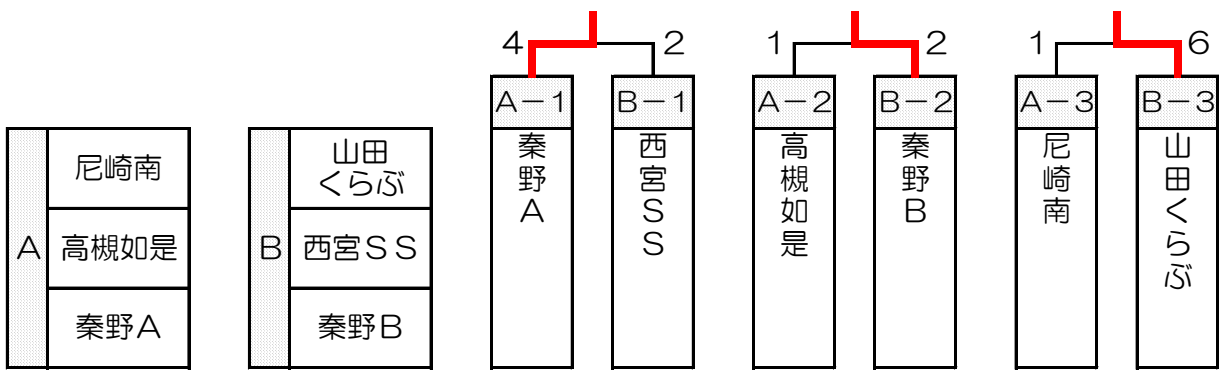 4 2
1 2
1 6
A-1
B-1
A-2
B-2
A-3
B-3
A
尼崎南
高槻如是
秦野A
B
山田
くらぶ
西宮SS
秦野B
秦野A
西宮SS
高槻如是
秦野B
尼崎南
山田くらぶ